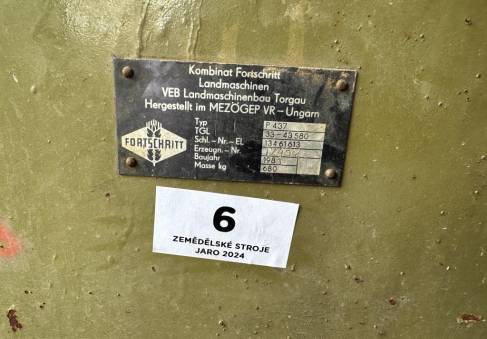 Kombinat Fortschritt
Landmaschinen
VEB Landmaschinenbau Torgau
Hergestellt im MEZÖGÉP VR-Ungarn
FORTSCHRITT
Typ P 437
TGL 33-43580
Schl.-Nr.-EL 13461613
Erzeugn.-Nr
Baujahr 1983
Masse kg 680
6
ZEMĚDĚLSKÉ STROJE
JARO 2024